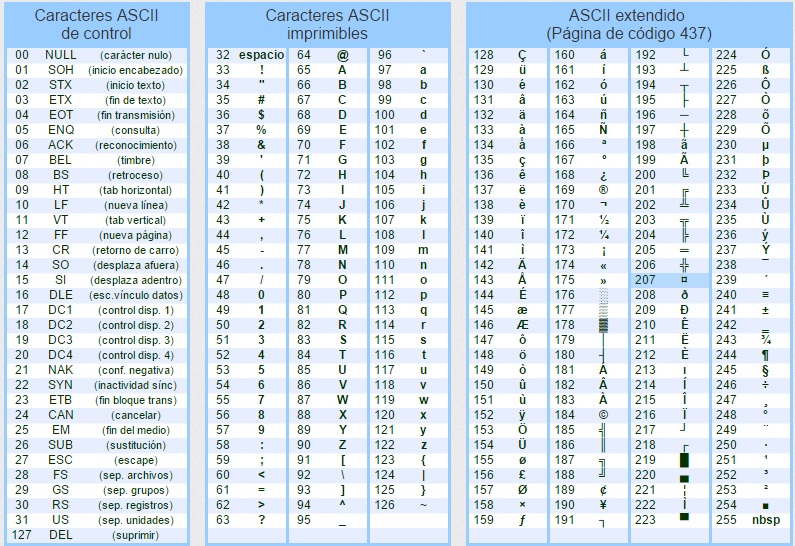 Caracteres ASCII
de control
00 NULL (carácter nulo)
01 SOH (inicio encabezado)
02 STX (inicio texto)
03 ETX (fin de texto)
04 EOT (fin transmisión)
05 ENQ (consulta)
06 ACK (reconocimiento)
07 BEL (timbre)
08 BS (retroceso)
09 HT (tab horizontal)
10 LF (nueva línea)
11 VT (tab vertical)
12 FF (nueva página)
13 CR (retorno de carro)
14 SO (desplaza afuera)
15 SI (desplaza adentro)
16 DLE (esc.vínculo datos)
17 DC1 (control disp. 1)
18 DC2 (control disp. 2)
19 DC3 (control disp. 3)
20 DC4 (control disp. 4)
21 NAK (conf. negativa)
22 SYN (inactividad sínc)
23 ETB (fin bloque trans)
24 CAN (cancelar)
25 EM (fin del medio)
26 SUB (sustitución)
27 ESC (escape)
28 FS (sep. archivos)
29 GS (sep. grupos)
30 RS (sep. registros)
31 US (sep. unidades)
127 DEL (suprimir)
Caracteres ASCII
imprimibles
32 espacio
33 !
34 "
35 #
36 $
37 %
38 &
39 '
40 (
41 )
42 *
43 +
44 ,
45 -
46 .
47 /
48 0
49 1
50 2
51 3
52 4
53 5
54 6
55 7
56 8
57 9
58 :
59 ;
60 <
61 =
62 >
63 ?
64 @
65 A
66 B
67 C
68 D
69 E
70 F
71 G
72 H
73 I
74 J
75 K
76 L
77 M
78 N
79 O
80 P
81 Q
82 R
83 S
84 T
85 U
86 V
87 W
88 X
89 Y
90 Z
91 [
92 \
93 ]
94 ^
95 _
96 `
97 a
98 b
99 c
100 d
101 e
102 f
103 g
104 h
105 i
106 j
107 k
108 l
109 m
110 n
111 o
112 p
113 q
114 r
115 s
116 t
117 u
118 v
119 w
120 x
121 y
122 z
123 {
124 |
125 }
126 ~
ASCII extendido
(Página de código 437)
128 Ç
129 ü
130 é
131 â
132 ä
133 à
134 å
135 ç
136 ê
137 ë
138 è
139 ï
140 î
141 ì
142 Ä
143 Å
144 É
145 æ
146 Æ
147 ô
148 ö
149 ò
150 û
151 ù
152 ÿ
153 Ö
154 Ü
155 ø
156 £
157 Ø
158 ×
159 ƒ
160 á
161 í
162 ó
163 ú
164 ñ
165 Ñ
166 ª
167 º
168 ¿
169 ®
170 ¬
171 ½
172 ¼
173 ¡
174 «
175 »
176 ░
177 ▒
178 ▓
179 │
180 ┤
181 Á
182 Â
183 À
184 ©
185 ╣
186 ║
187 ╗
188 ╝
189 ¢
190 ¥
191 ┐
192 └
193 ┴
194 ┬
195 ├
196 ─
197 ┼
198 ã
199 Ã
200 ╚
201 ╔
202 ╩
203 ╦
204 ╠
205 ═
206 ╬
207 ¤
208 ð
209 Ð
210 Ê
211 Ë
212 È
213 ı
214 Í
215 Î
216 Ï
217 ┘
218 ┌
219 █
220 ▄
221 ¦
222 Ì
223 ▀
224 Ó
225 ß
226 Ô
227 Ò
228 õ
229 Õ
230 µ
231 þ
232 Þ
233 Ú
234 Û
235 Ù
236 ý
237 Ý
238 ¯
239 ´
240 ≡
241 ±
242 ‗
243 ¾
244 ¶
245 §
246 ÷
247 ¸
248 °
249 ¨
250 ·
251 ¹
252 ³
253 ²
254 ■
255 nbsp